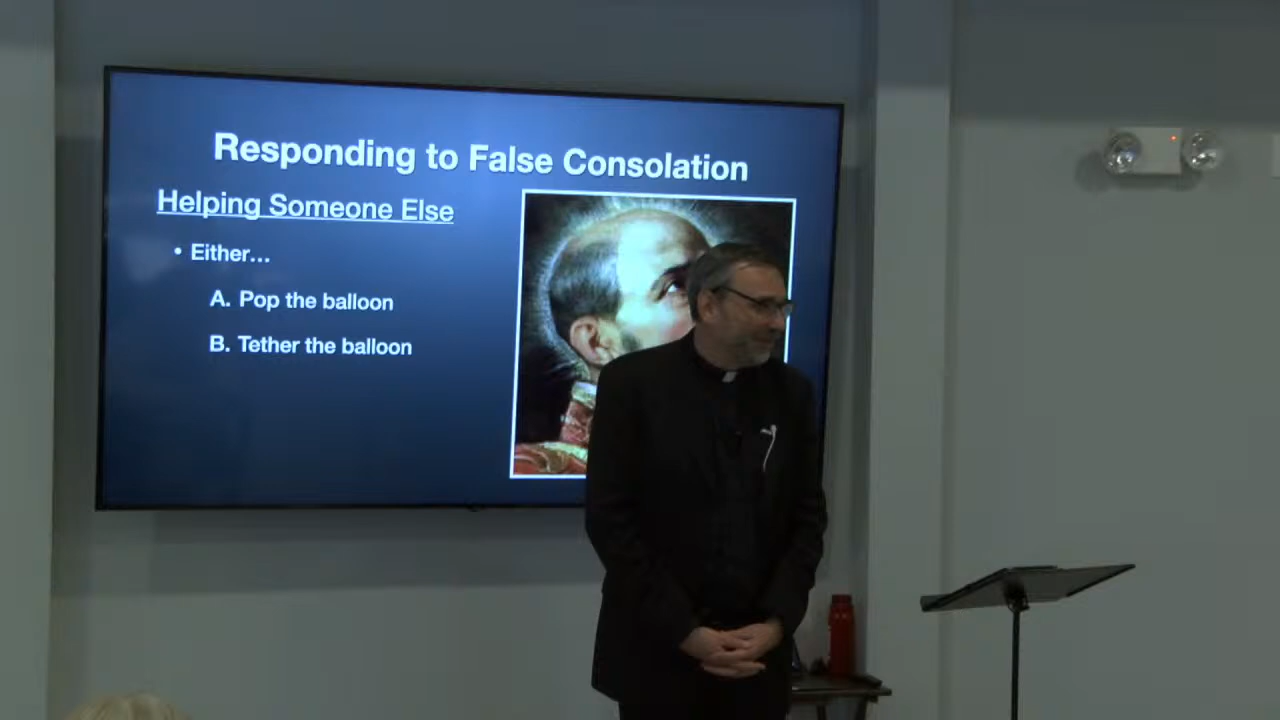 Responding to False Consolation
Helping Someone Else
• Either...
A. Pop the balloon
B. Tether the balloon